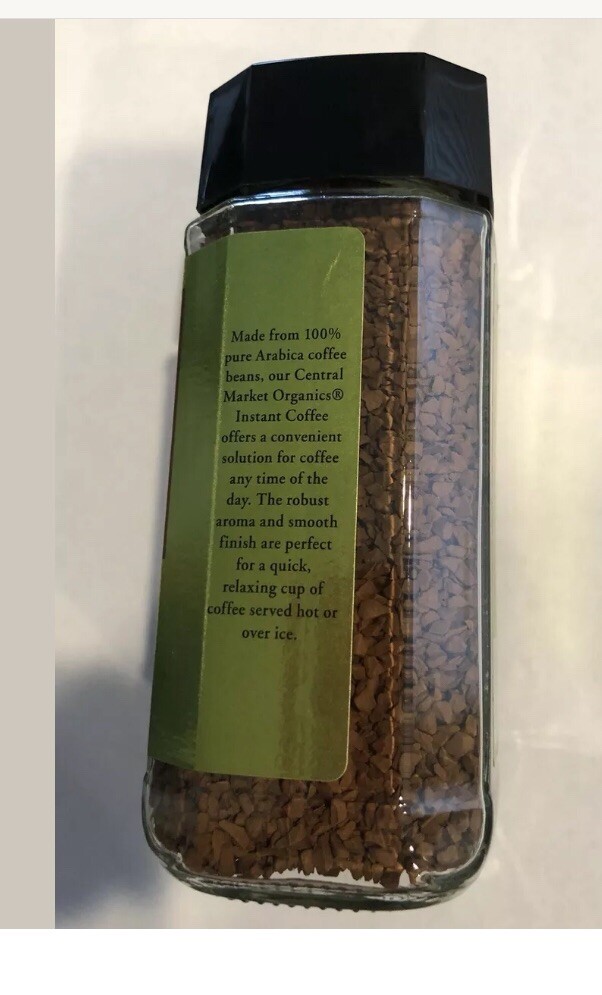 Made from 100%
pure Arabica coffee
beans, our Central
Market Organics®
Instant Coffee
offers a convenient
solution for coffee
any time of the
day. The robust
aroma and smooth
finish are perfect
for a quick,
relaxing cup of
coffee served hot or
over ice.